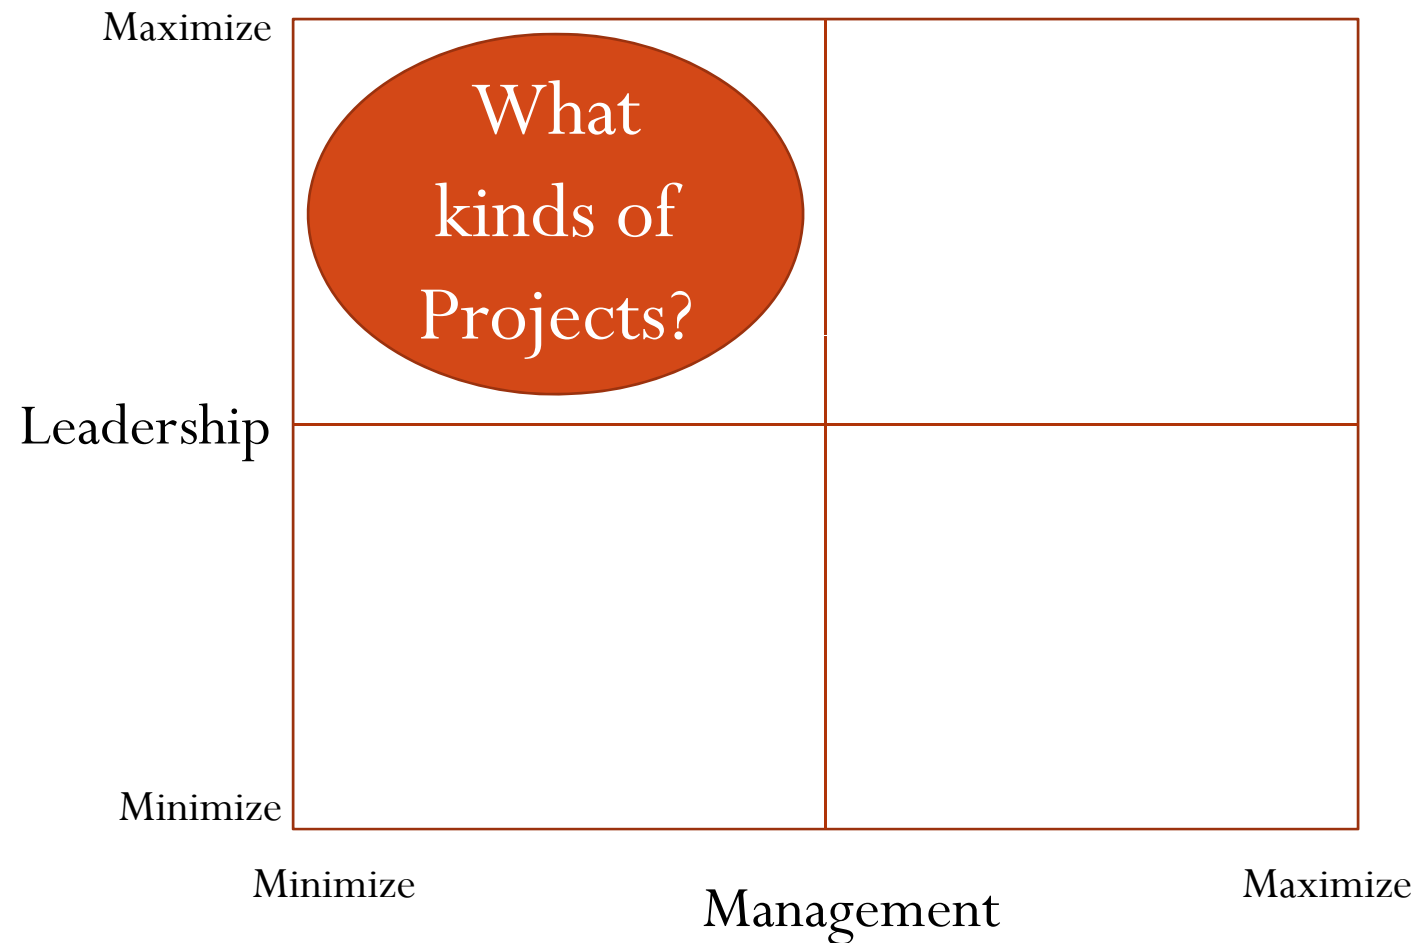 Maximize
What
kinds of
Projects?
Leadership
Minimize
Minimize
Maximize
Management